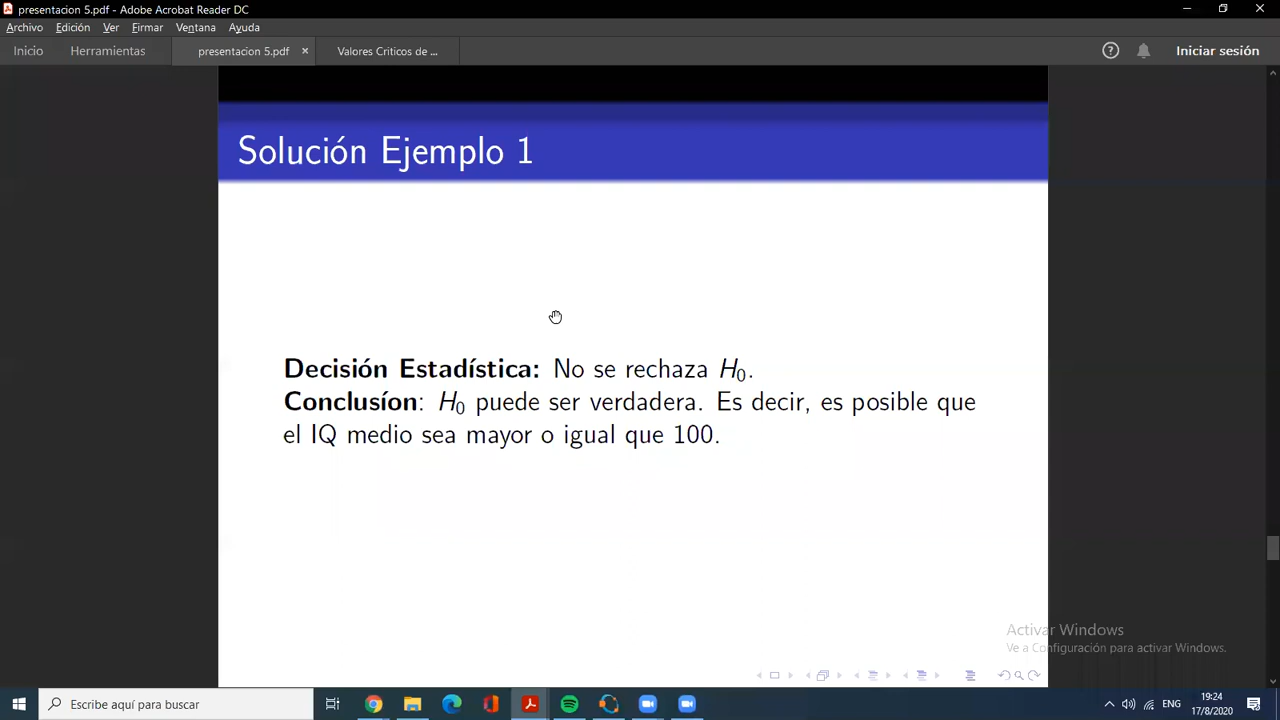 presentacion 5.pdf - Adobe Acrobat Reader DC
Archivo Edición Ver Firmar Ventana Ayuda
Inicio Herramientas presentacion 5.pdf × Valores Criticos de ... Iniciar sesión
Solución Ejemplo 1
Decisión Estadística: No se rechaza H₀.
Conclusíon: H₀ puede ser verdadera. Es decir, es posible que
el IQ medio sea mayor o igual que 100.
Activar Windows
Ve a Configuración para activar Windows.
Escribe aquí para buscar
ENG
19:24
17/8/2020